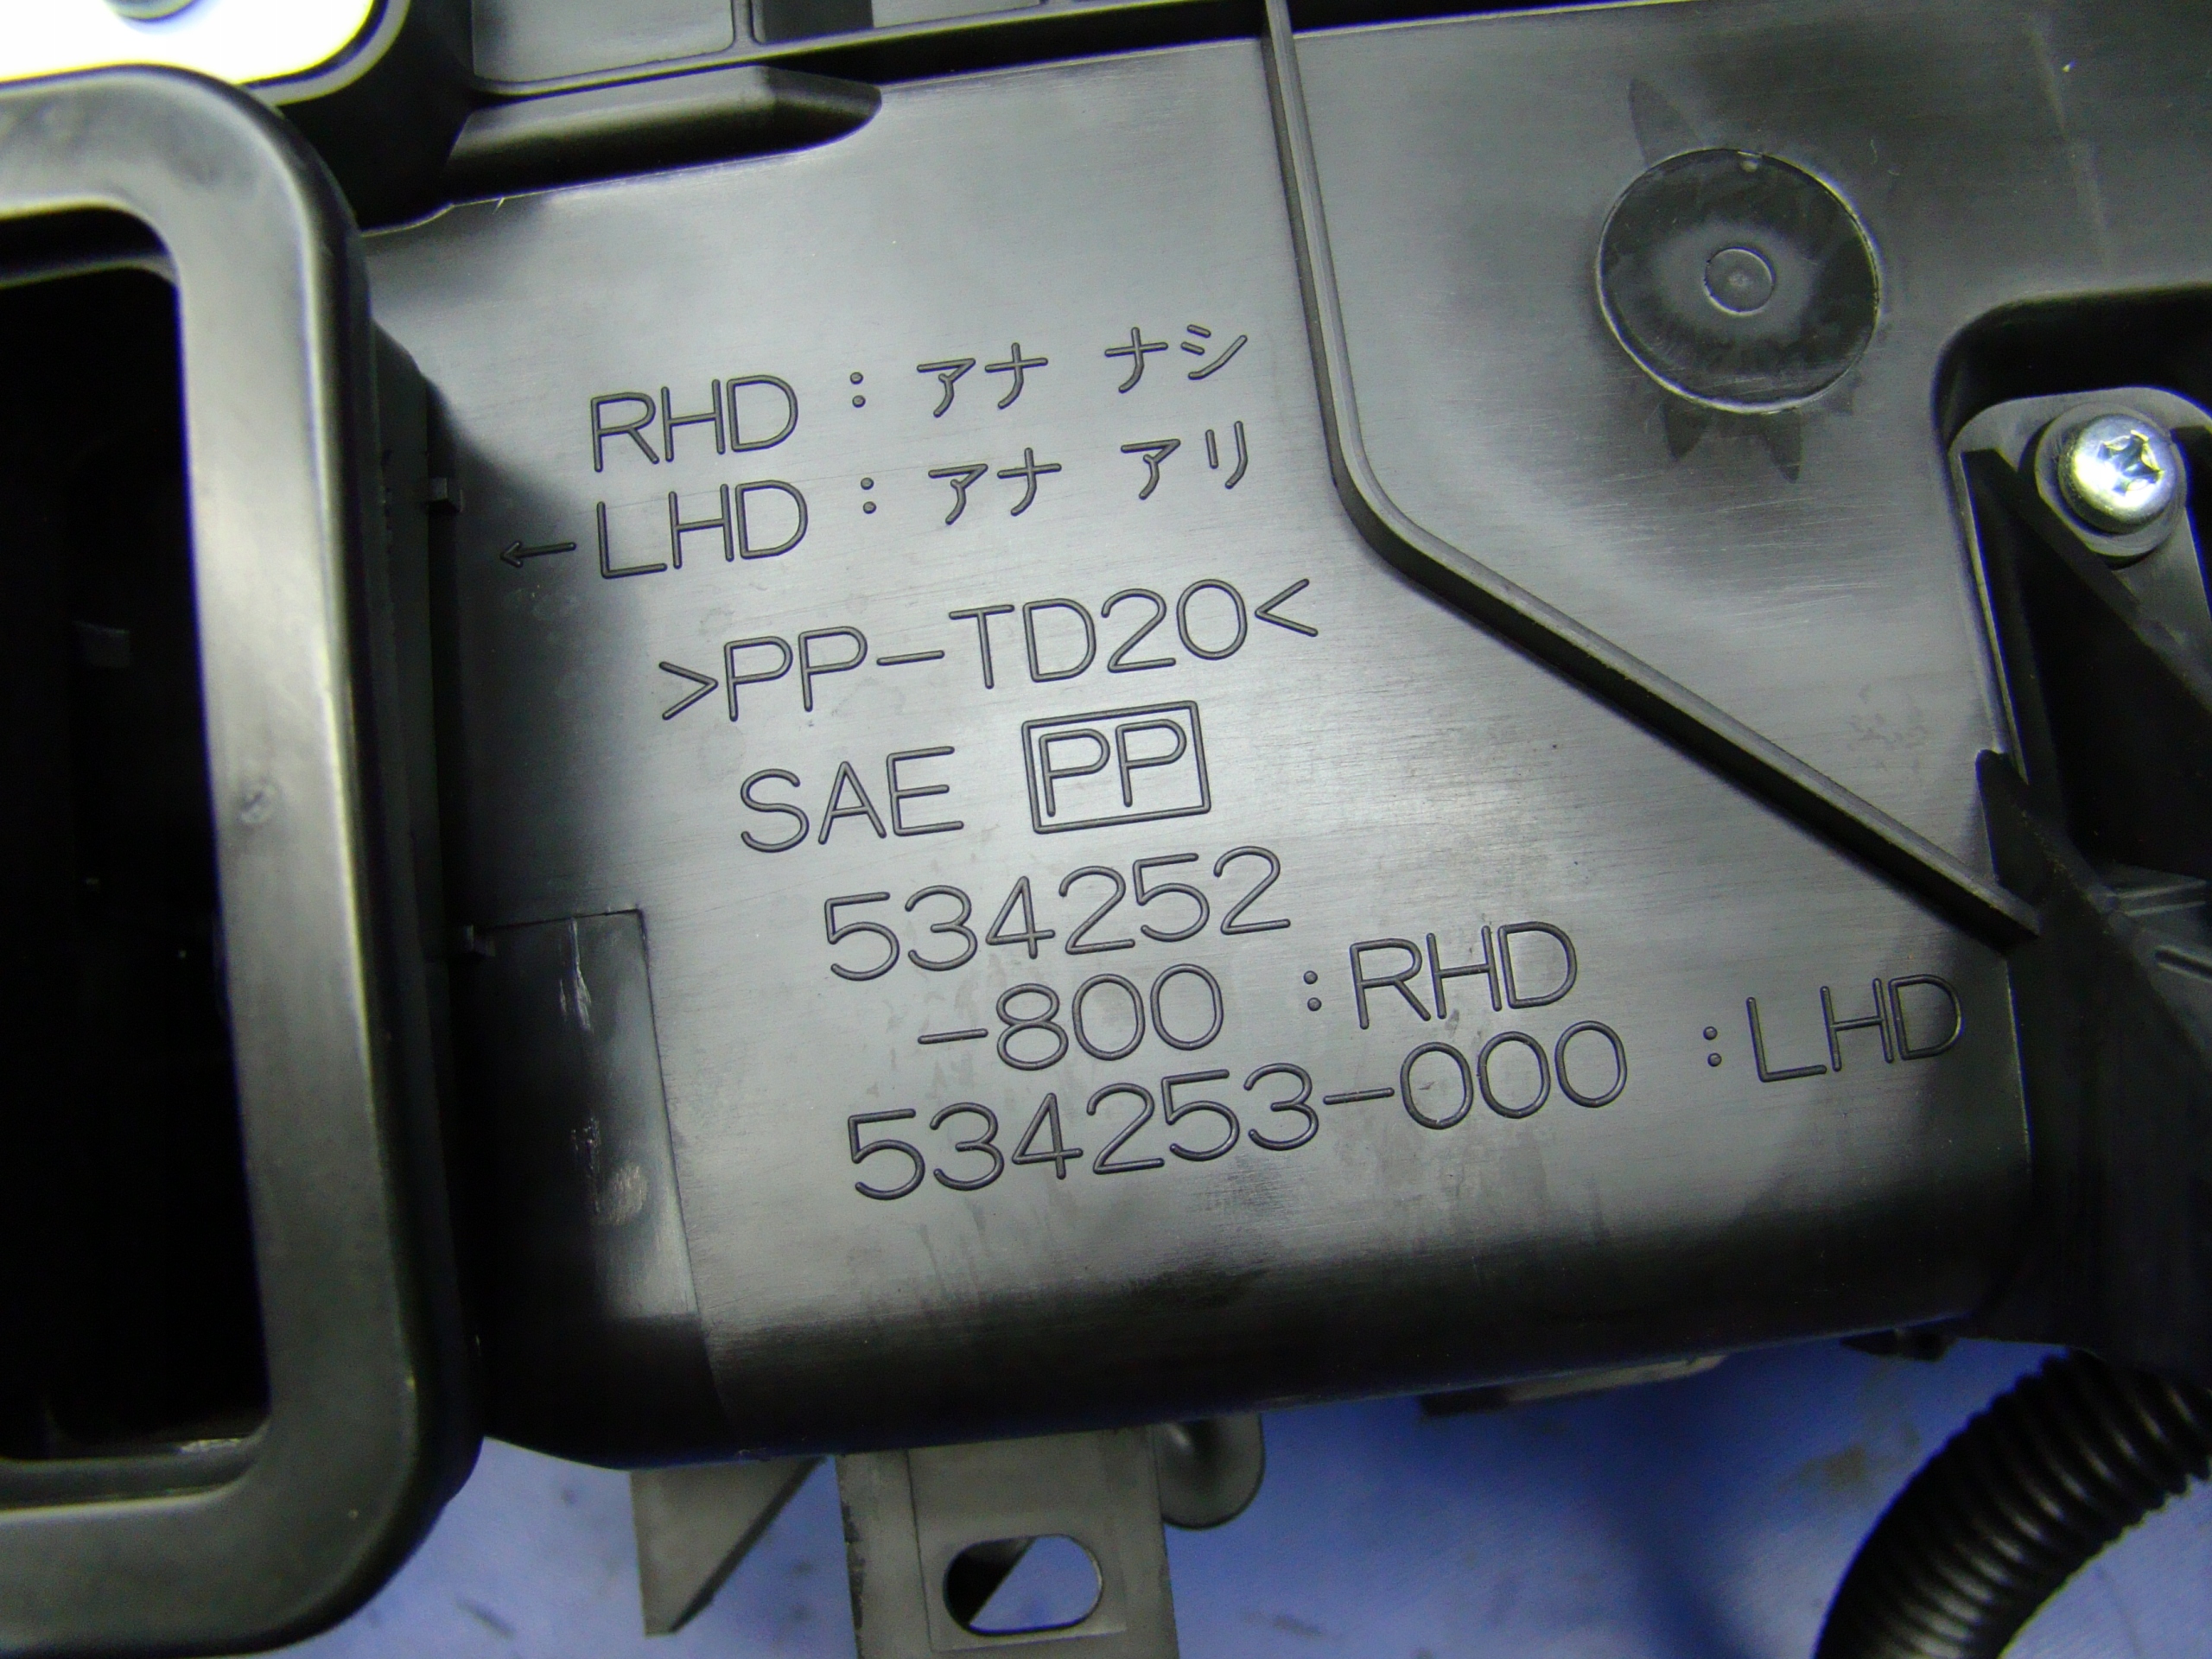 RHD : アナ ナシ
←LHD : アナ アリ
>PP-TD20<
SAE PP
534252
-800 :RHD
534253-000 :LHD